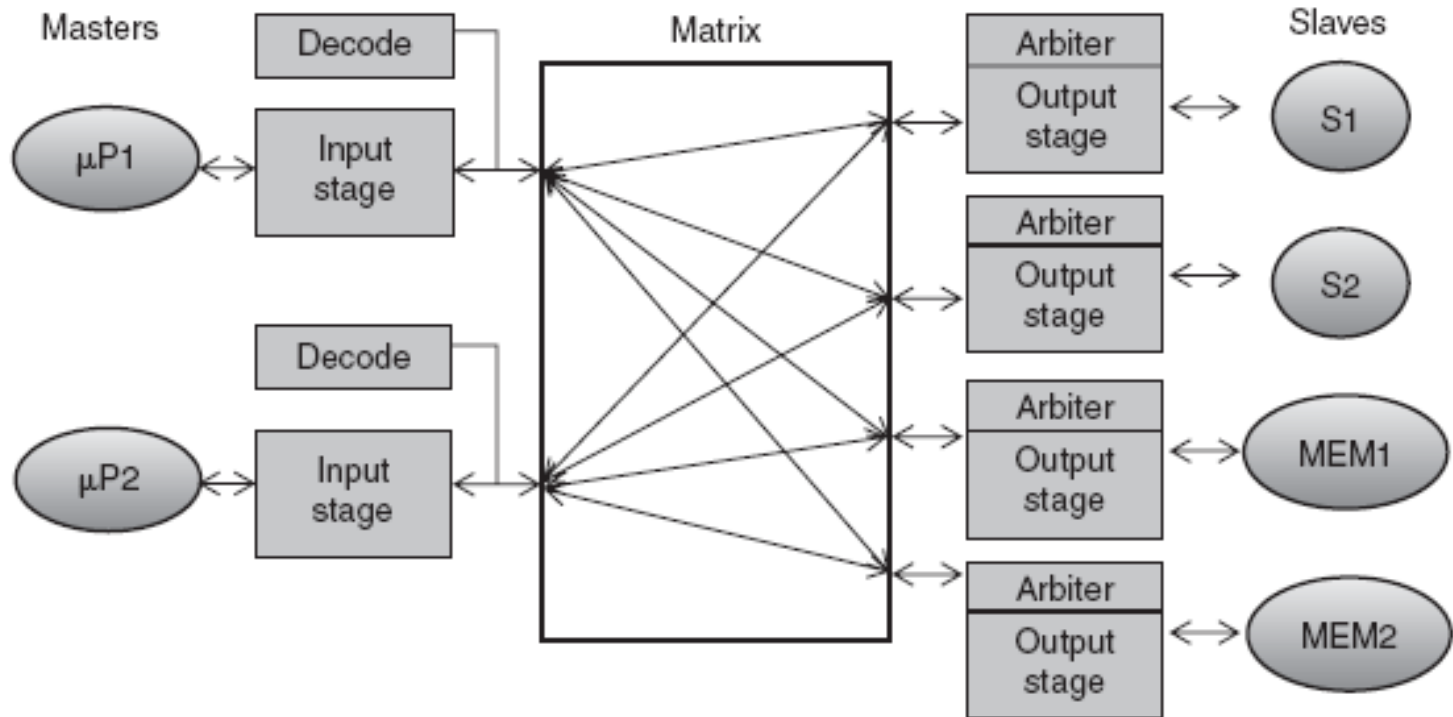 Masters
Decode
Matrix
Arbiter
Slaves
μP1
Input
stage
Output
stage
S1
Arbiter
Output
stage
S2
Decode
μP2
Input
stage
Arbiter
Output
stage
MEM1
Arbiter
Output
stage
MEM2